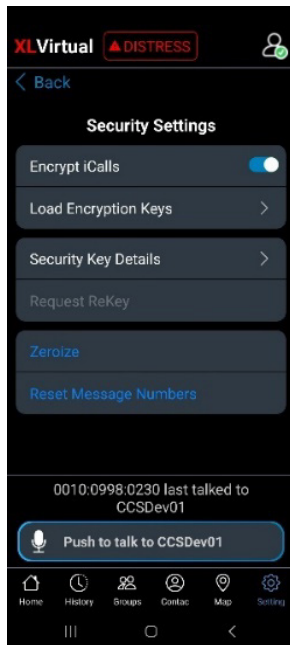 XLVirtual ▲DISTRESS
< Back
Security Settings
Encrypt iCalls
Load Encryption Keys >
Security Key Details >
Request ReKey
Zeroize
Reset Message Numbers
0010:0998:0230 last talked to
CCSDev01
Push to talk to CCSDev01
Home History Groups Contac Map Setting